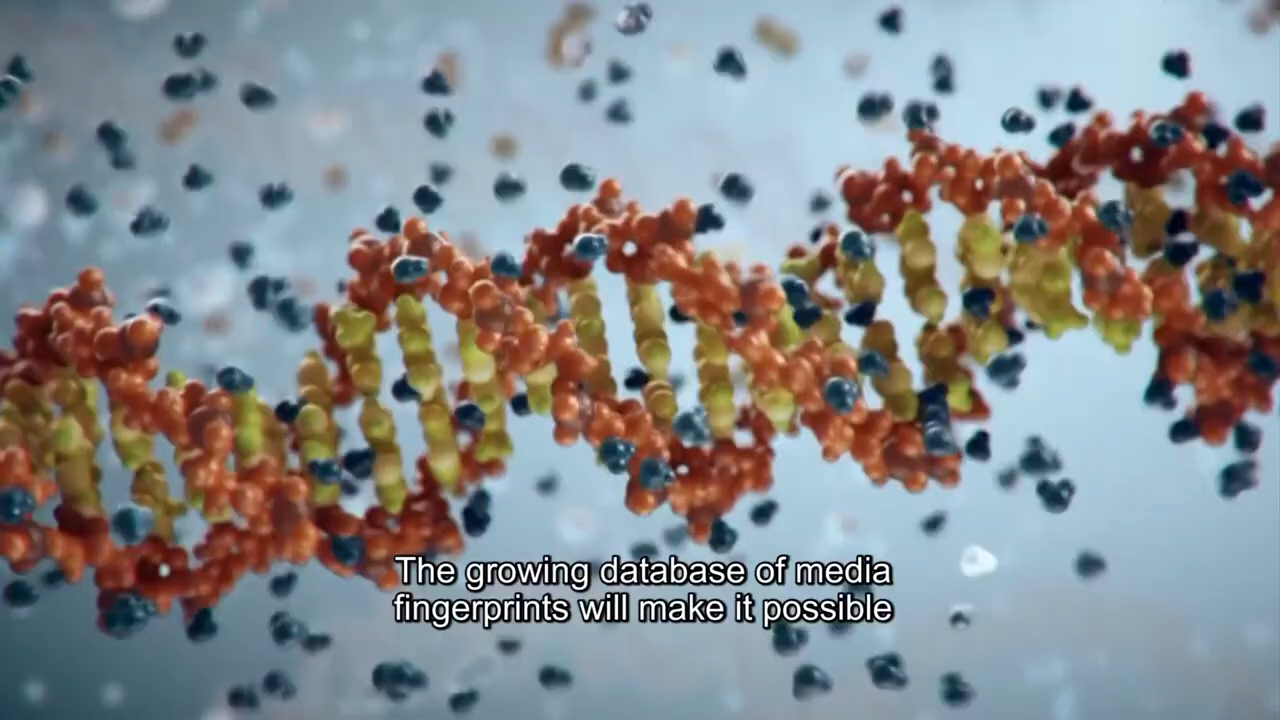 The growing database of media
fingerprints will make it possible